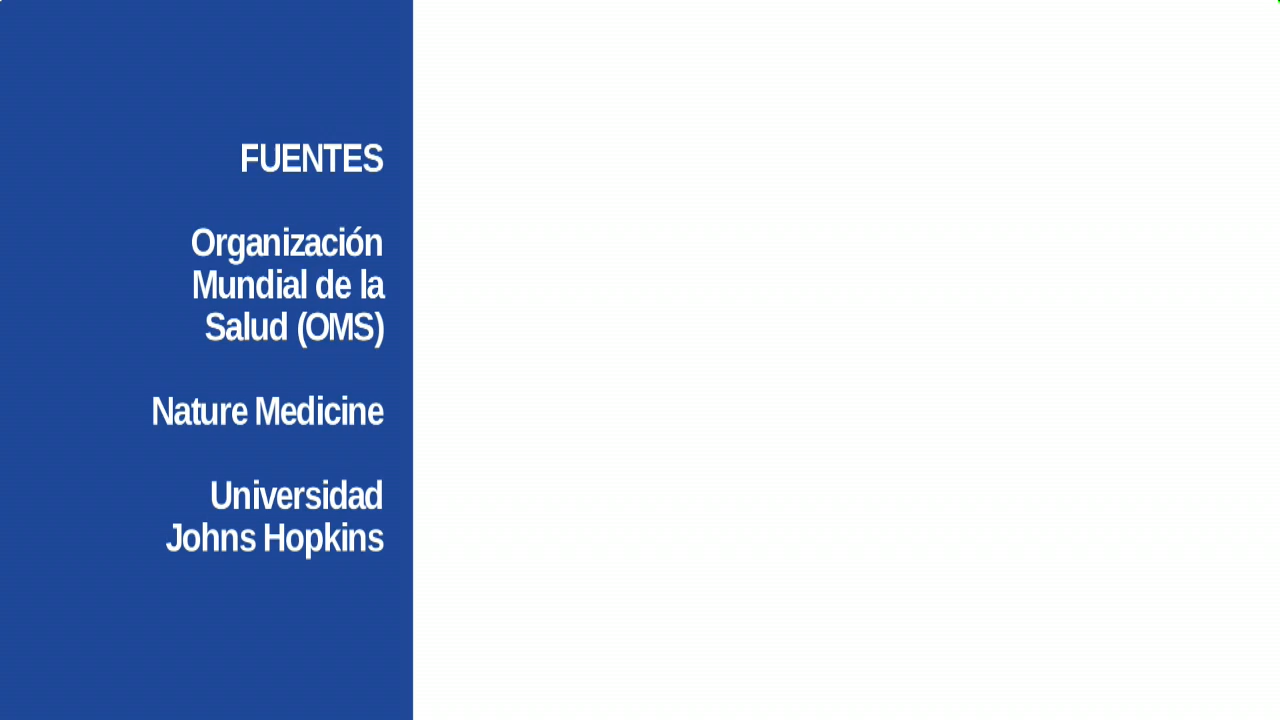 FUENTES
Organización
Mundial de la
Salud (OMS)
Nature Medicine
Universidad
Johns Hopkins